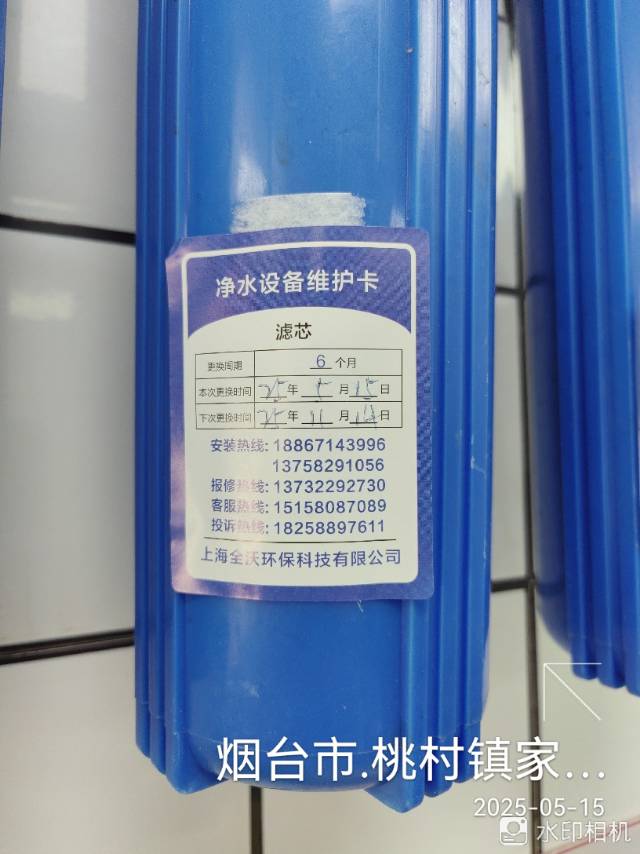 净水设备维护卡
滤芯
更换周期 6 个月
本次更换时间 25 年 5 月 15 日
下次更换时间 25 年 11 月 14 日
安装热线: 18867143996
13758291056
报修热线: 13732292730
客服热线: 15158087089
投诉热线: 18258897611
上海全沃环保科技有限公司
烟台市.桃村镇家...
2025-05-15
水印相机